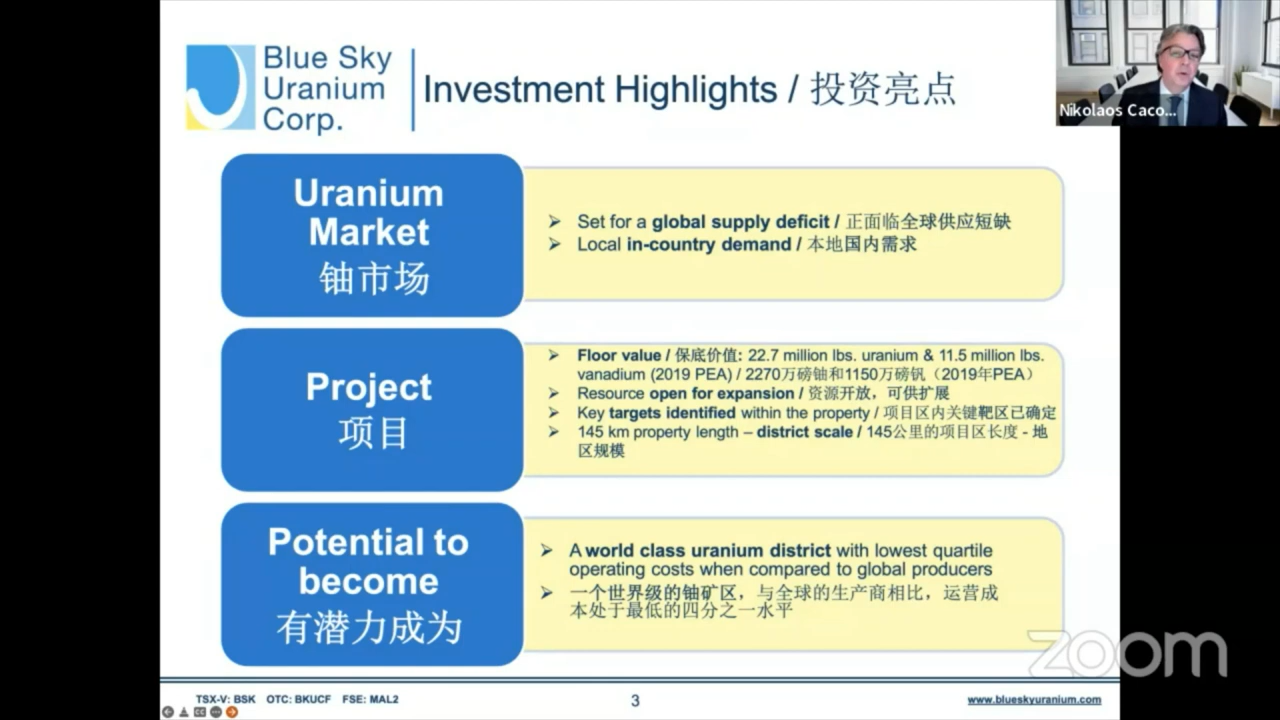 Blue Sky
Uranium
Corp.
Investment Highlights / 投资亮点
Nikolaos Caco...
Uranium
Market
铀市场
➢ Set for a global supply deficit / 正面临全球供应短缺
➢ Local in-country demand / 本地国内需求
Project
项目
➢ Floor value / 保底价值: 22.7 million lbs. uranium & 11.5 million lbs.
vanadium (2019 PEA) / 2270万磅铀和1150万磅钒（2019年PEA）
➢ Resource open for expansion / 资源开放，可供扩展
➢ Key targets identified within the property / 项目区内关键靶区已确定
➢ 145 km property length – district scale / 145公里的项目区长度 - 地
区规模
Potential to
become
有潜力成为
➢ A world class uranium district with lowest quartile
operating costs when compared to global producers
➢ 一个世界级的铀矿区，与全球的生产商相比，运营成
本处于最低的四分之一水平
zoom
TSX-V: BSK OTC: BKUCF FSE: MAL2
3
www.blueskyuranium.com